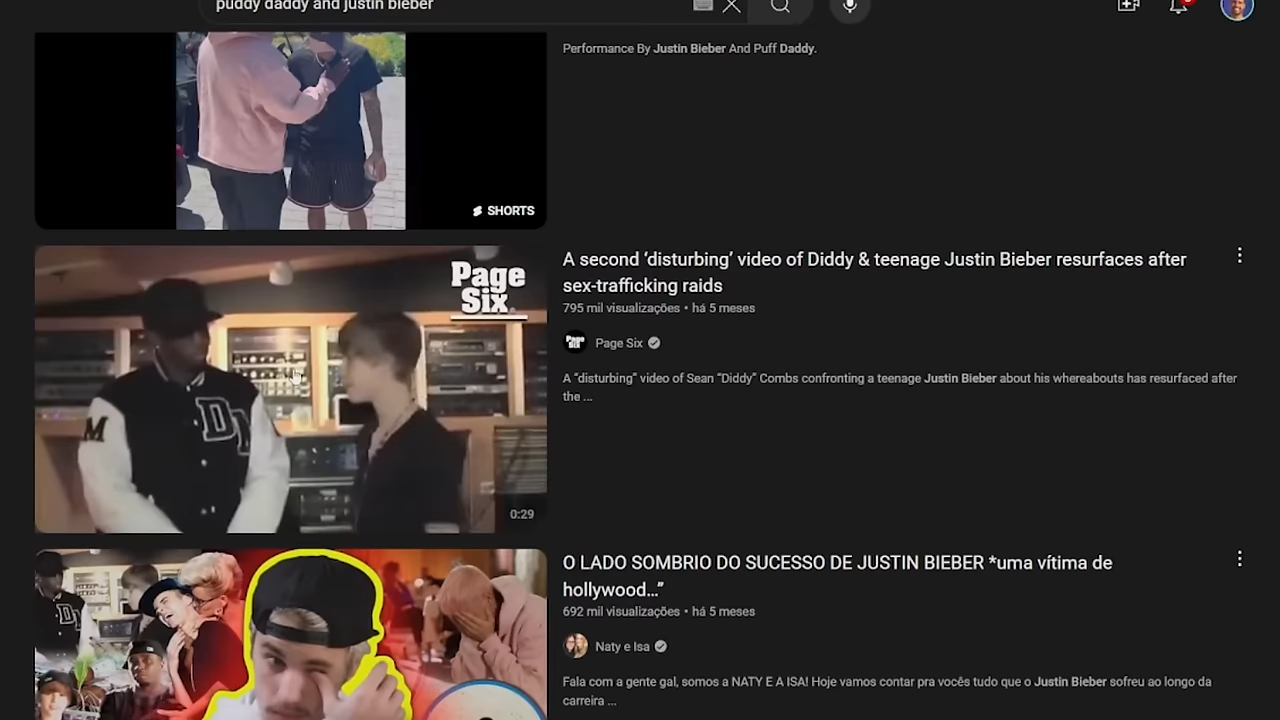 puddy daddy and justin bieber
Performance By Justin Bieber And Puff Daddy.
SHORTS
Page
Six
A second ‘disturbing’ video of Diddy & teenage Justin Bieber resurfaces after
sex-trafficking raids
795 mil visualizações • há 5 meses
Page Six
A “disturbing” video of Sean “Diddy” Combs confronting a teenage Justin Bieber about his whereabouts has resurfaced after
the ...
M
D
0:29
O LADO SOMBRIO DO SUCESSO DE JUSTIN BIEBER *uma vítima de
hollywood…”
692 mil visualizações • há 5 meses
Naty e Isa
Fala com a gente gal, somos a NATY E A ISA! Hoje vamos contar pra vocês tudo que o Justin Bieber sofreu ao longo da
carreira ...